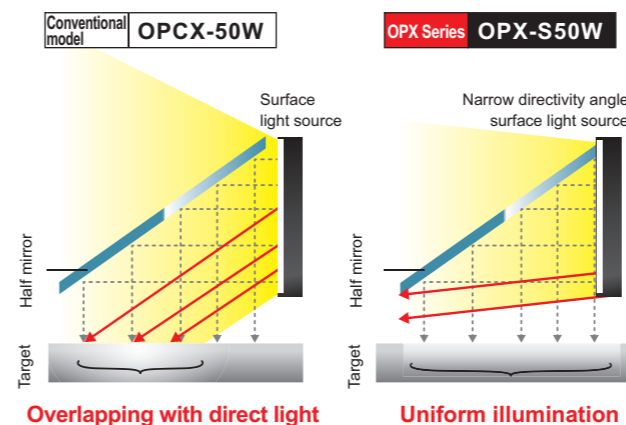 Conventional
model
OPCX-50W
Surface
light source
Half mirror
Target
Overlapping with direct light
OPX Series OPX-S50W
Narrow directivity angle
surface light source
Half mirror
Target
Uniform illumination